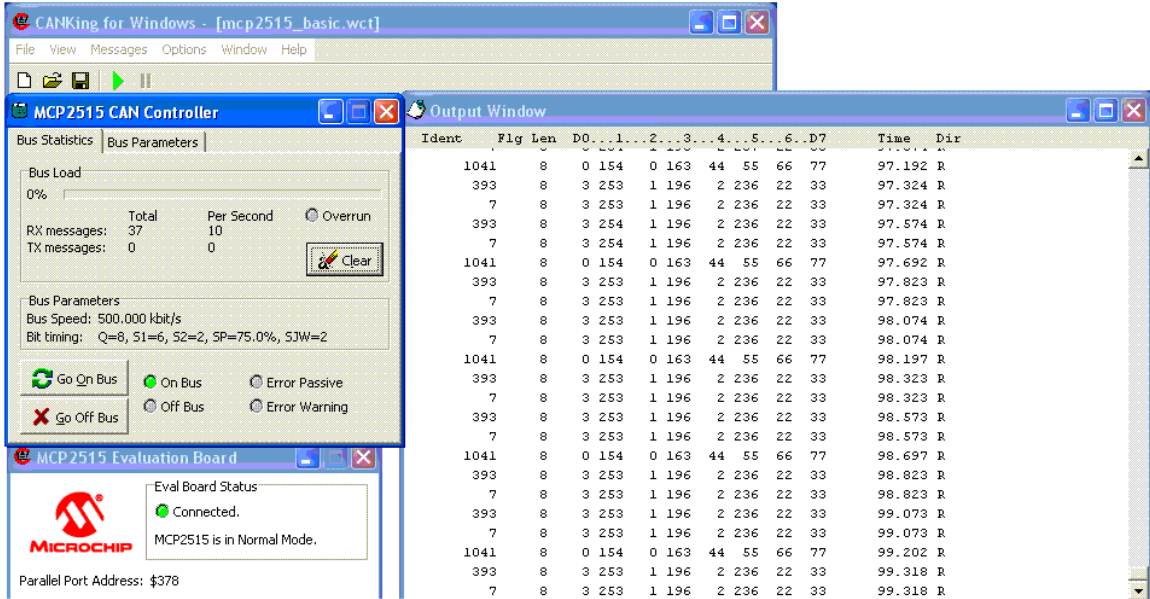 CANKing for Windows - [mcp2515_basic.wct]
File View Messages Options Window Help
MCP2515 CAN Controller
Bus Statistics Bus Parameters
Bus Load
0%
Total Per Second Overrun
RX messages: 37 10
TX messages: 0 0
Clear
Bus Parameters
Bus Speed: 500.000 kbit/s
Bit timing: Q=8, S1=6, S2=2, SP=75.0%, SJW=2
Go On Bus On Bus Error Passive
Go Off Bus Off Bus Error Warning
MCP2515 Evaluation Board
Eval Board Status
Connected.
MICROCHIP
MCP2515 is in Normal Mode.
Parallel Port Address: $378
Output Window
Ident Flg Len D0...1...2...3...4...5...6..D7 Time Dir
1041 8 0 154 0 163 44 55 66 77 97.192 R
393 8 3 253 1 196 2 236 22 33 97.324 R
7 8 3 253 1 196 2 236 22 33 97.324 R
393 8 3 254 1 196 2 236 22 33 97.574 R
7 8 3 254 1 196 2 236 22 33 97.574 R
1041 8 0 154 0 163 44 55 66 77 97.692 R
393 8 3 253 1 196 2 236 22 33 97.823 R
7 8 3 253 1 196 2 236 22 33 97.823 R
393 8 3 253 1 196 2 236 22 33 98.074 R
7 8 3 253 1 196 2 236 22 33 98.074 R
1041 8 0 154 0 163 44 55 66 77 98.197 R
393 8 3 253 1 196 2 236 22 33 98.323 R
7 8 3 253 1 196 2 236 22 33 98.323 R
393 8 3 253 1 196 2 236 22 33 98.573 R
7 8 3 253 1 196 2 236 22 33 98.573 R
1041 8 0 154 0 163 44 55 66 77 98.697 R
393 8 3 253 1 196 2 236 22 33 98.823 R
7 8 3 253 1 196 2 236 22 33 98.823 R
393 8 3 253 1 196 2 236 22 33 99.073 R
7 8 3 253 1 196 2 236 22 33 99.073 R
1041 8 0 154 0 163 44 55 66 77 99.202 R
393 8 3 253 1 196 2 236 22 33 99.318 R
7 8 3 253 1 196 2 236 22 33 99.318 R